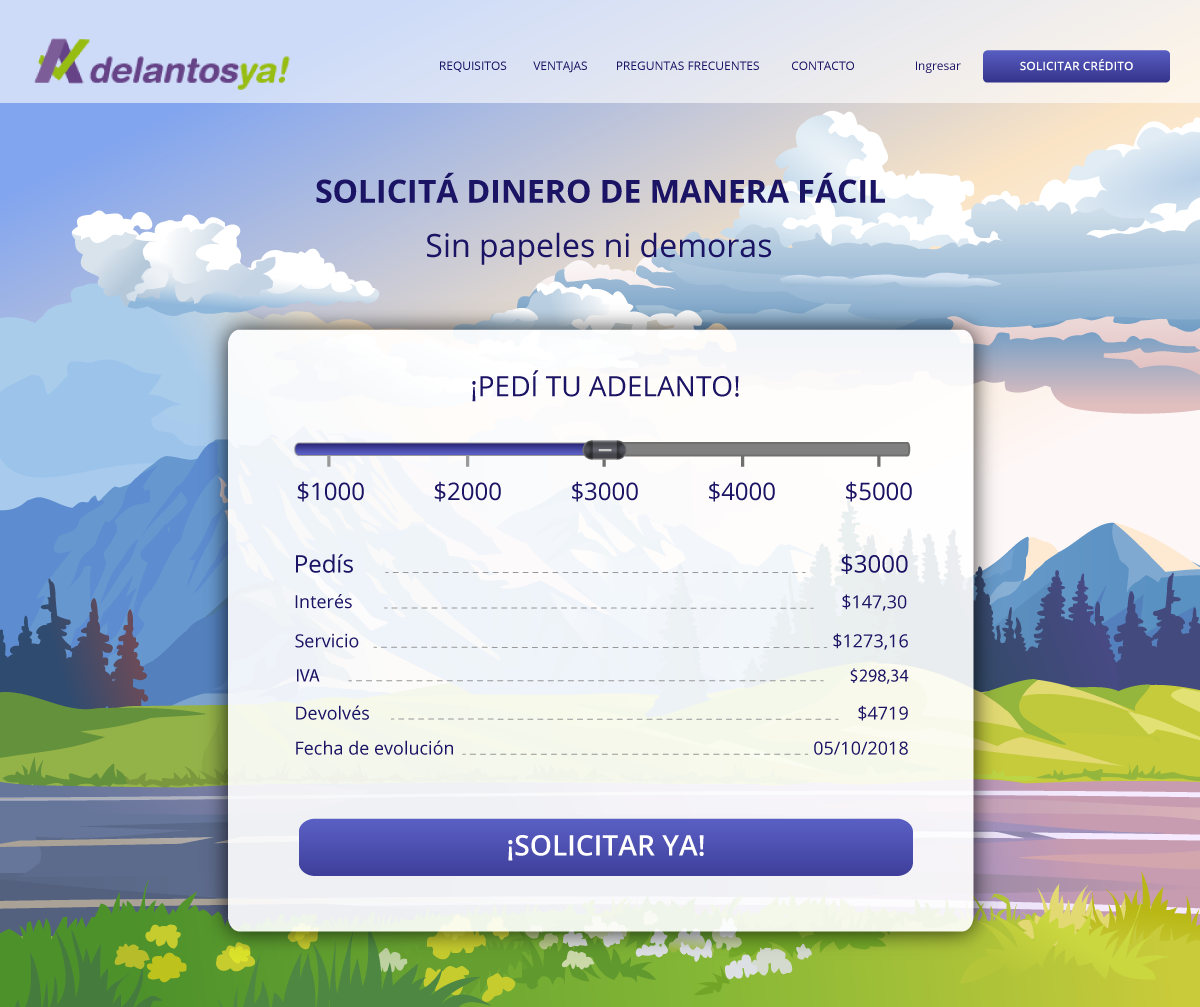 Adelantosya!
REQUISITOS VENTAJAS PREGUNTAS FRECUENTES CONTACTO Ingresar SOLICITAR CRÉDITO
SOLICITÁ DINERO DE MANERA FÁCIL
Sin papeles ni demoras
¡PEDÍ TU ADELANTO!
$1000 $2000 $3000 $4000 $5000
Pedís $3000
Interés $147,30
Servicio $1273,16
IVA $298,34
Devolvés $4719
Fecha de evolución 05/10/2018
¡SOLICITAR YA!